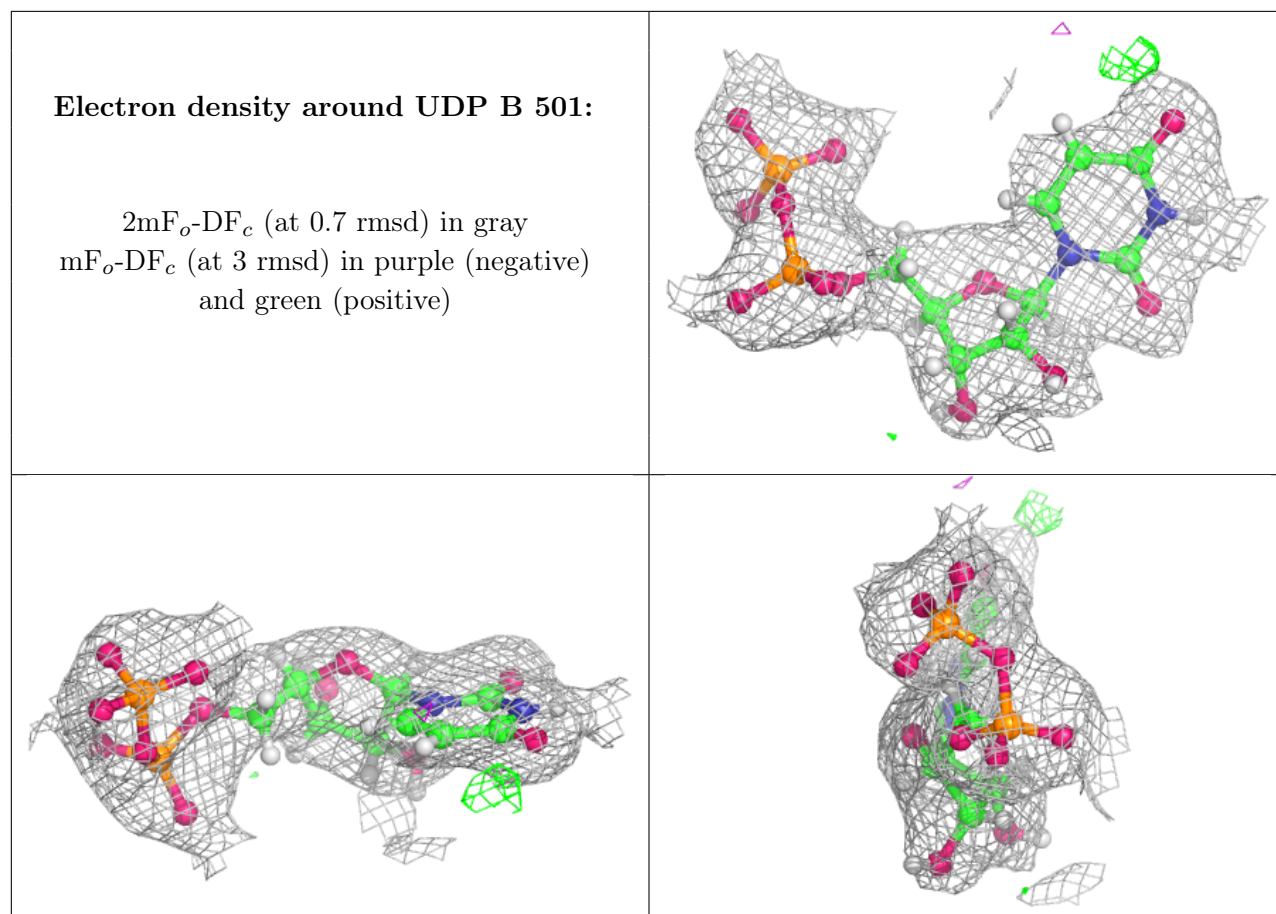 Electron density around UDP B 501:
2mFₒ-DF𝒸 (at 0.7 rmsd) in gray
mFₒ-DF𝒸 (at 3 rmsd) in purple (negative)
and green (positive)